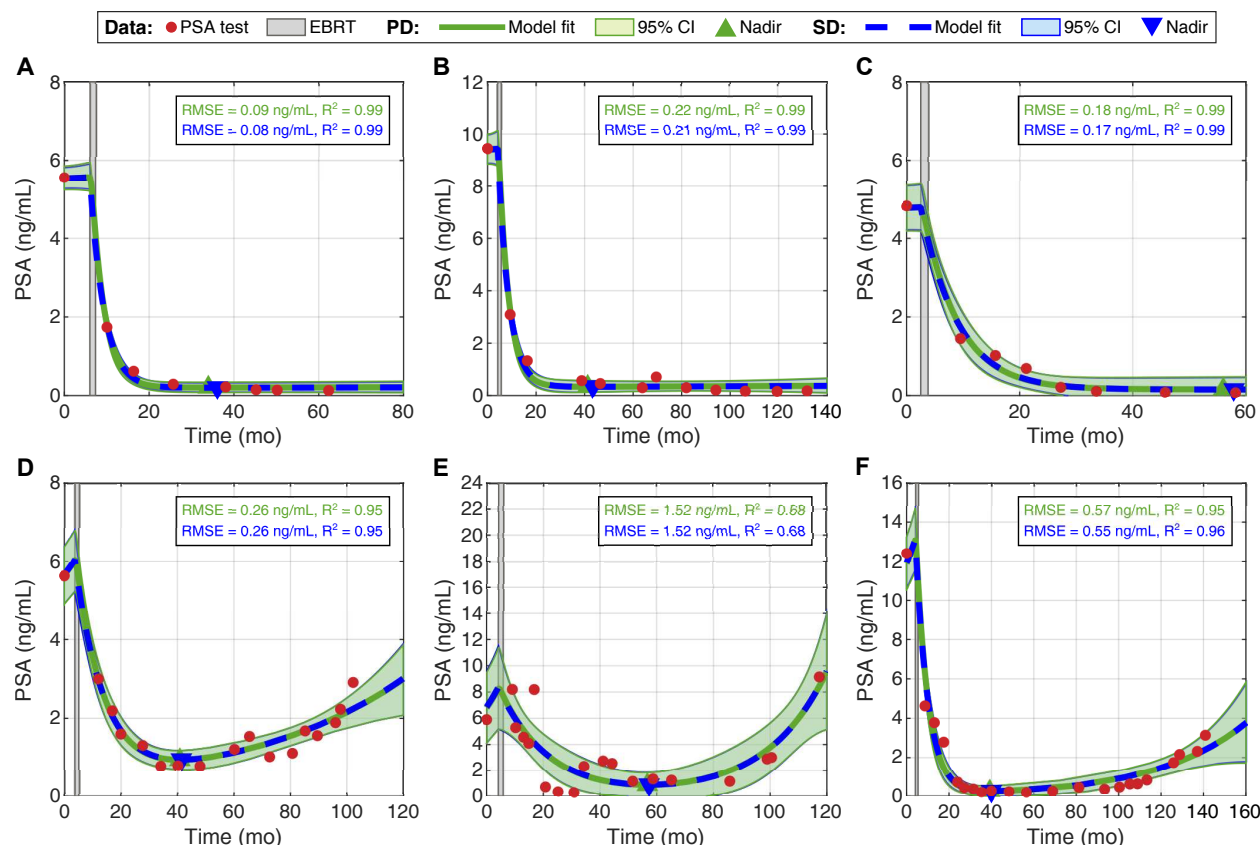 Data: PSA test EBRT PD: Model fit 95% CI Nadir SD: Model fit 95% CI Nadir
A
8
6
4
2
0
PSA (ng/mL)
RMSE = 0.09 ng/mL, R² = 0.99
RMSE = 0.08 ng/mL, R² = 0.99
0 20 40 60 80
Time (mo)
B
12
10
8
6
4
2
0
PSA (ng/mL)
RMSE = 0.22 ng/mL, R² = 0.99
RMSE = 0.21 ng/mL, R² = 0.99
0 20 40 60 80 100 120 140
Time (mo)
C
8
6
4
2
0
PSA (ng/mL)
RMSE = 0.18 ng/mL, R² = 0.99
RMSE = 0.17 ng/mL, R² = 0.99
0 20 40 60
Time (mo)
D
8
6
4
2
0
PSA (ng/mL)
RMSE = 0.26 ng/mL, R² = 0.95
RMSE = 0.26 ng/mL, R² = 0.95
0 20 40 60 80 100 120
Time (mo)
E
24
22
20
18
16
14
12
10
8
6
4
2
0
PSA (ng/mL)
RMSE = 1.52 ng/mL, R² = 0.68
RMSE = 1.52 ng/mL, R² = 0.68
0 20 40 60 80 100 120
Time (mo)
F
16
14
12
10
8
6
4
2
0
PSA (ng/mL)
RMSE = 0.57 ng/mL, R² = 0.95
RMSE = 0.55 ng/mL, R² = 0.96
0 20 40 60 80 100 120 140 160
Time (mo)